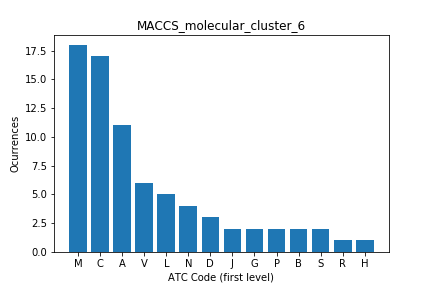 MACCS_molecular_cluster_6
17.5
15.0
12.5
10.0
7.5
5.0
2.5
0.0
Ocurrences
M C A V L N D J G P B S R H
ATC Code (first level)